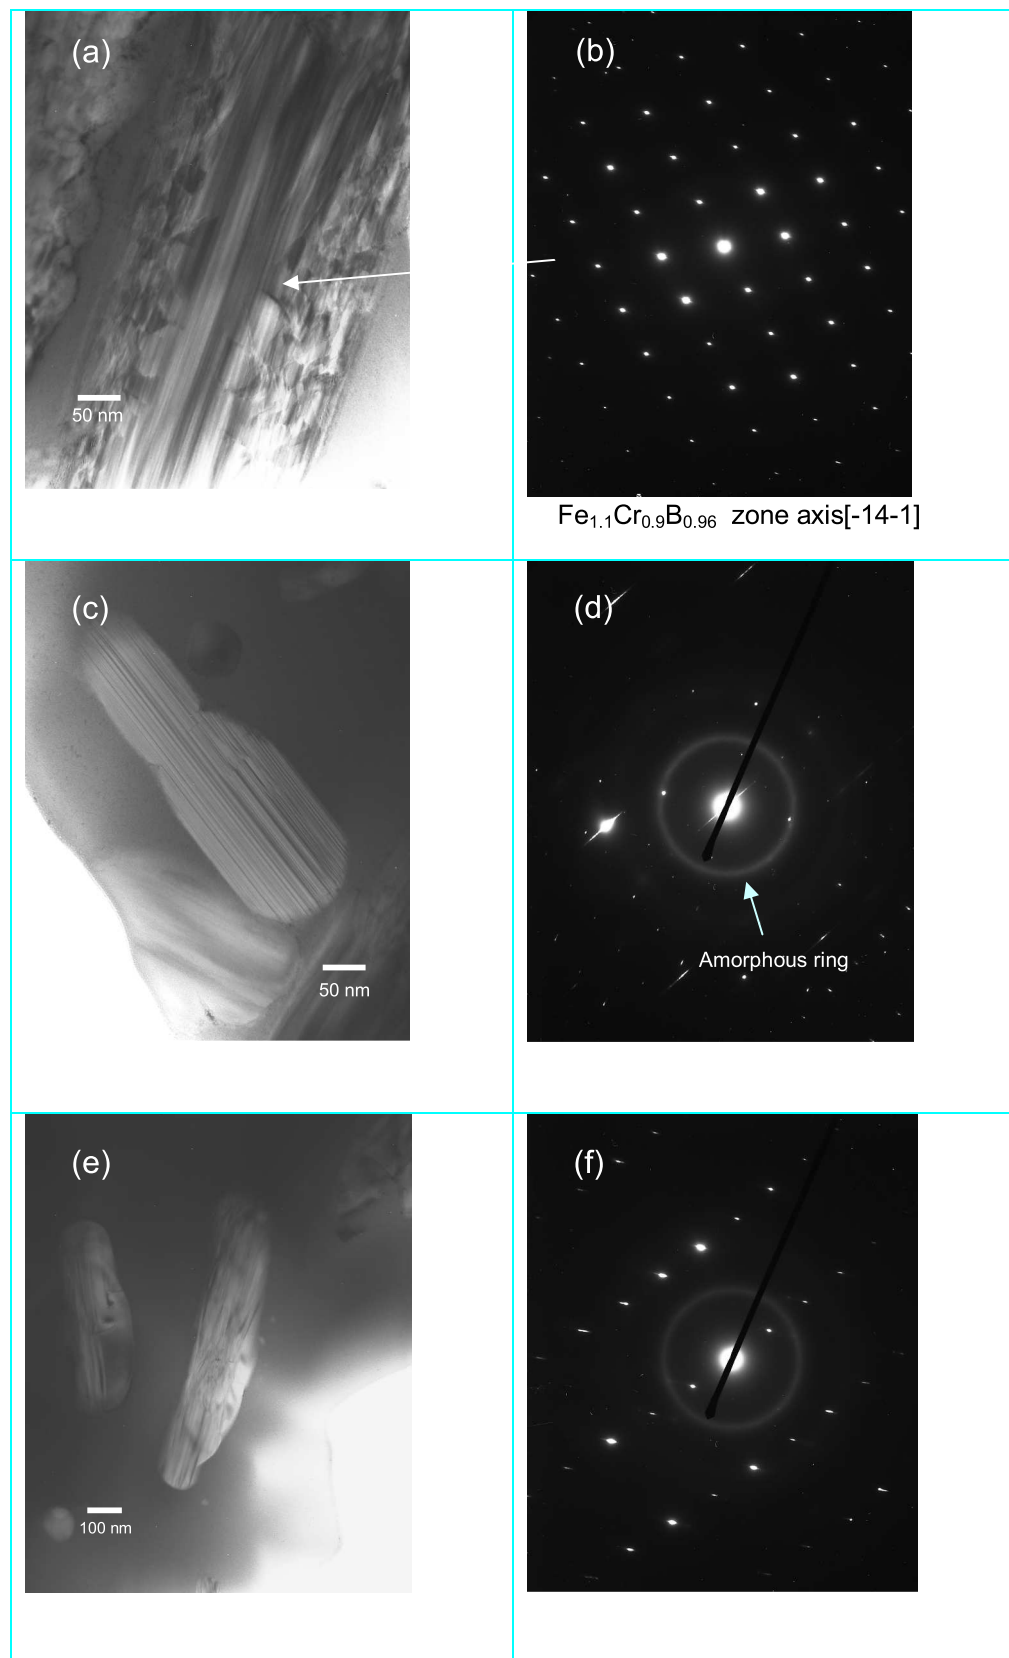 (a)
(b)
50 nm
Fe1.1Cr0.9B0.96 zone axis[-14-1]
(c)
(d)
Amorphous ring
50 nm
(e)
(f)
100 nm